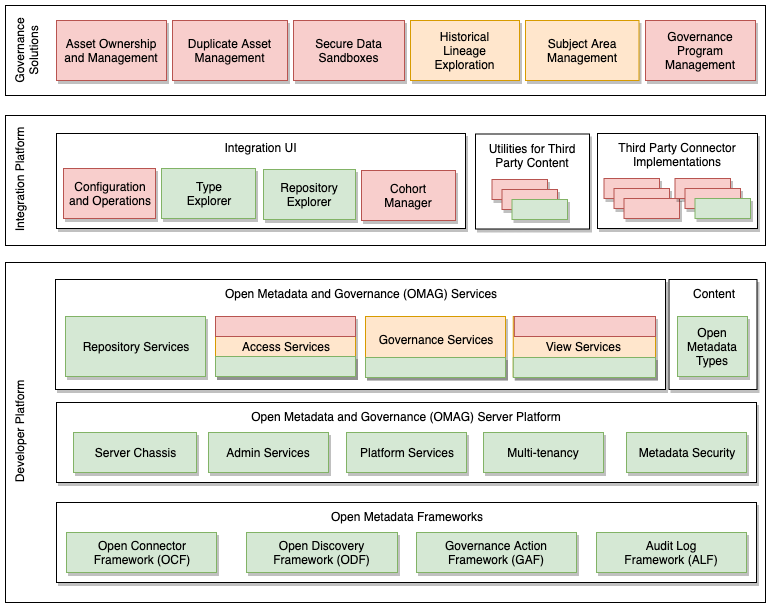 Governance
Solutions
Asset Ownership
and Management
Duplicate Asset
Management
Secure Data
Sandboxes
Historical
Lineage
Exploration
Subject Area
Management
Governance
Program
Management
Integration Platform
Integration UI
Configuration
and Operations
Type
Explorer
Repository
Explorer
Cohort
Manager
Utilities for Third
Party Content
Third Party Connector
Implementations
Developer Platform
Open Metadata and Governance (OMAG) Services
Repository Services
Access Services
Governance Services
View Services
Content
Open
Metadata
Types
Open Metadata and Governance (OMAG) Server Platform
Server Chassis
Admin Services
Platform Services
Multi-tenancy
Metadata Security
Open Metadata Frameworks
Open Connector
Framework (OCF)
Open Discovery
Framework (ODF)
Governance Action
Framework (GAF)
Audit Log
Framework (ALF)